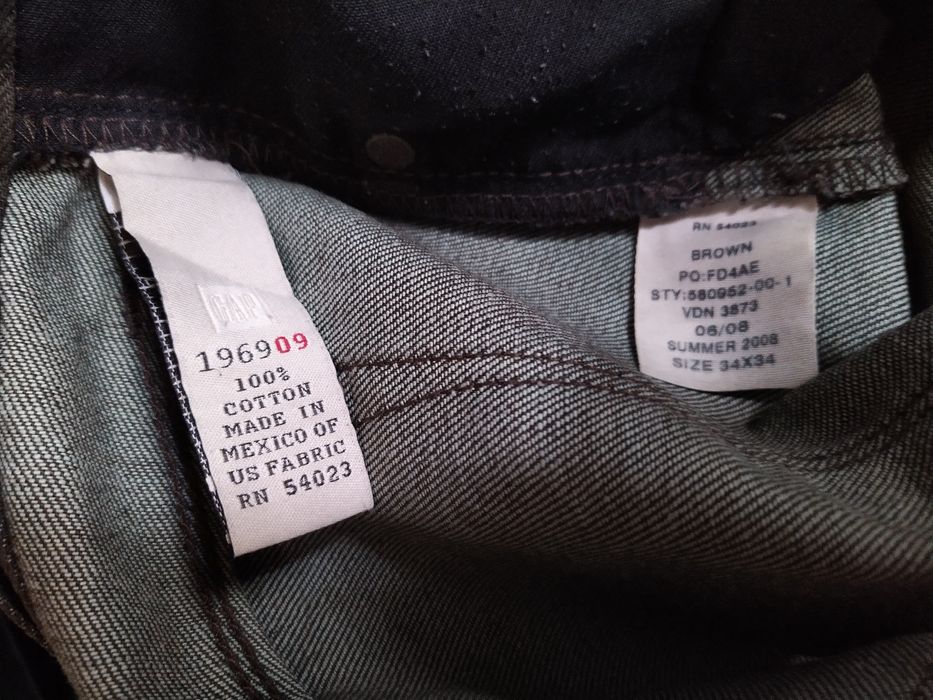 GAP
196909
100%
COTTON
MADE IN
MEXICO OF
US FABRIC
RN 54023
RN 54023
BROWN
PO:FD4AE
STY:580952-00-1
VDN 3873
06/08
SUMMER 2008
SIZE 34X34